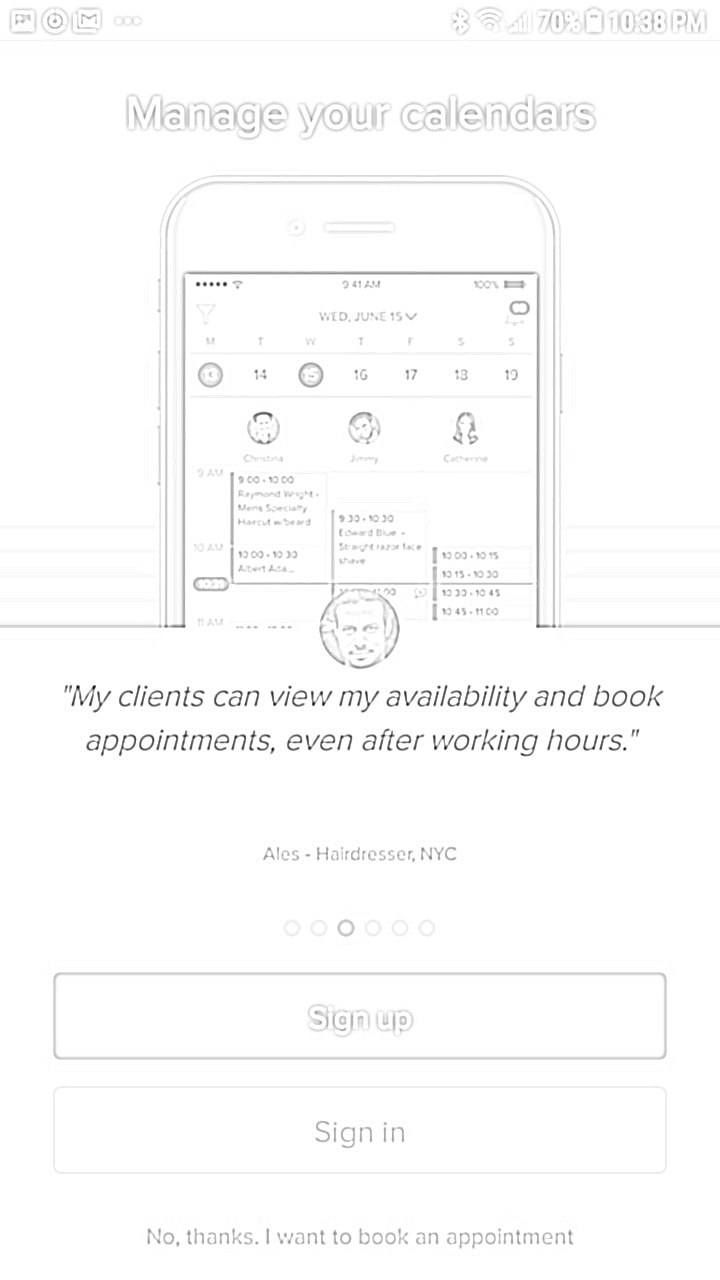 70% 10:38 PM
Manage your calendars
9:41 AM 100%
WED, JUNE 15
M T W T F S S
14 16 17 18 19
Christina Jimmy Catherine
9 AM
9:00 - 10:00
Raymond Wright -
Mens Specialty
Haircut w/beard
9:30 - 10:30
Edward Blue -
Straight razor face
shave
10 AM
10:00 - 10:30
Albert Ada...
10:00 - 10:15
10:15 - 10:30
10:30 - 10:45
10:45 - 11:00
11 AM
"My clients can view my availability and book
appointments, even after working hours."
Ales - Hairdresser, NYC
Sign up
Sign in
No, thanks. I want to book an appointment